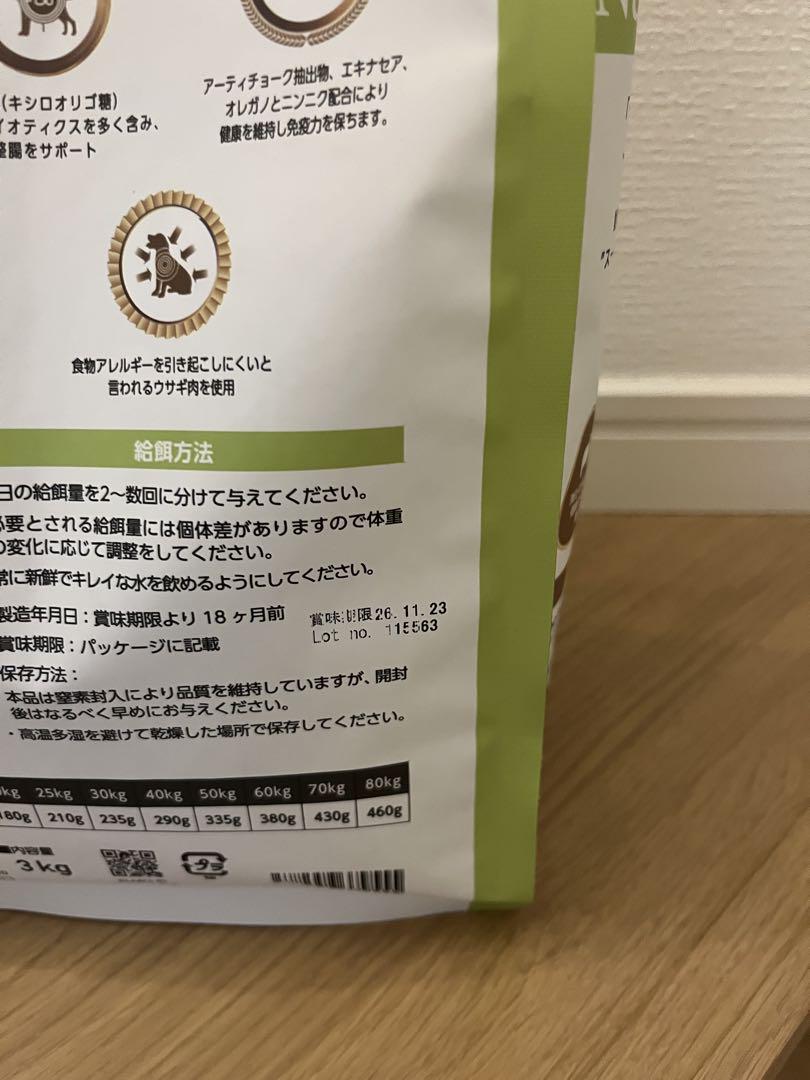 (キシロオリゴ糖)
イオティクスを多く含み、
整腸をサポート
アーティチョーク抽出物、エキナセア、
オレガノとニンニク配合により
健康を維持し免疫力を保ちます。
食物アレルギーを引き起こしにくいと
言われるウサギ肉を使用
給餌方法
日の給餌量を2〜数回に分けて与えてください。
必要とされる給餌量には個体差がありますので体重
の変化に応じて調整をしてください。
常に新鮮でキレイな水を飲めるようにしてください。
製造年月日:賞味期限より 18 ヶ月前
賞味期限26.11.23
Lot no. 115563
賞味期限:パッケージに記載
保存方法:
本品は窒素封入により品質を維持していますが、開封
後はなるべく早めにお与えください。
・高温多湿を避けて乾燥した場所で保存してください。
kg 25kg 30kg 40kg 50kg 60kg 70kg 80kg
180g 210g 235g 290g 335g 380g 430g 460g
内容量
3kg
プラ